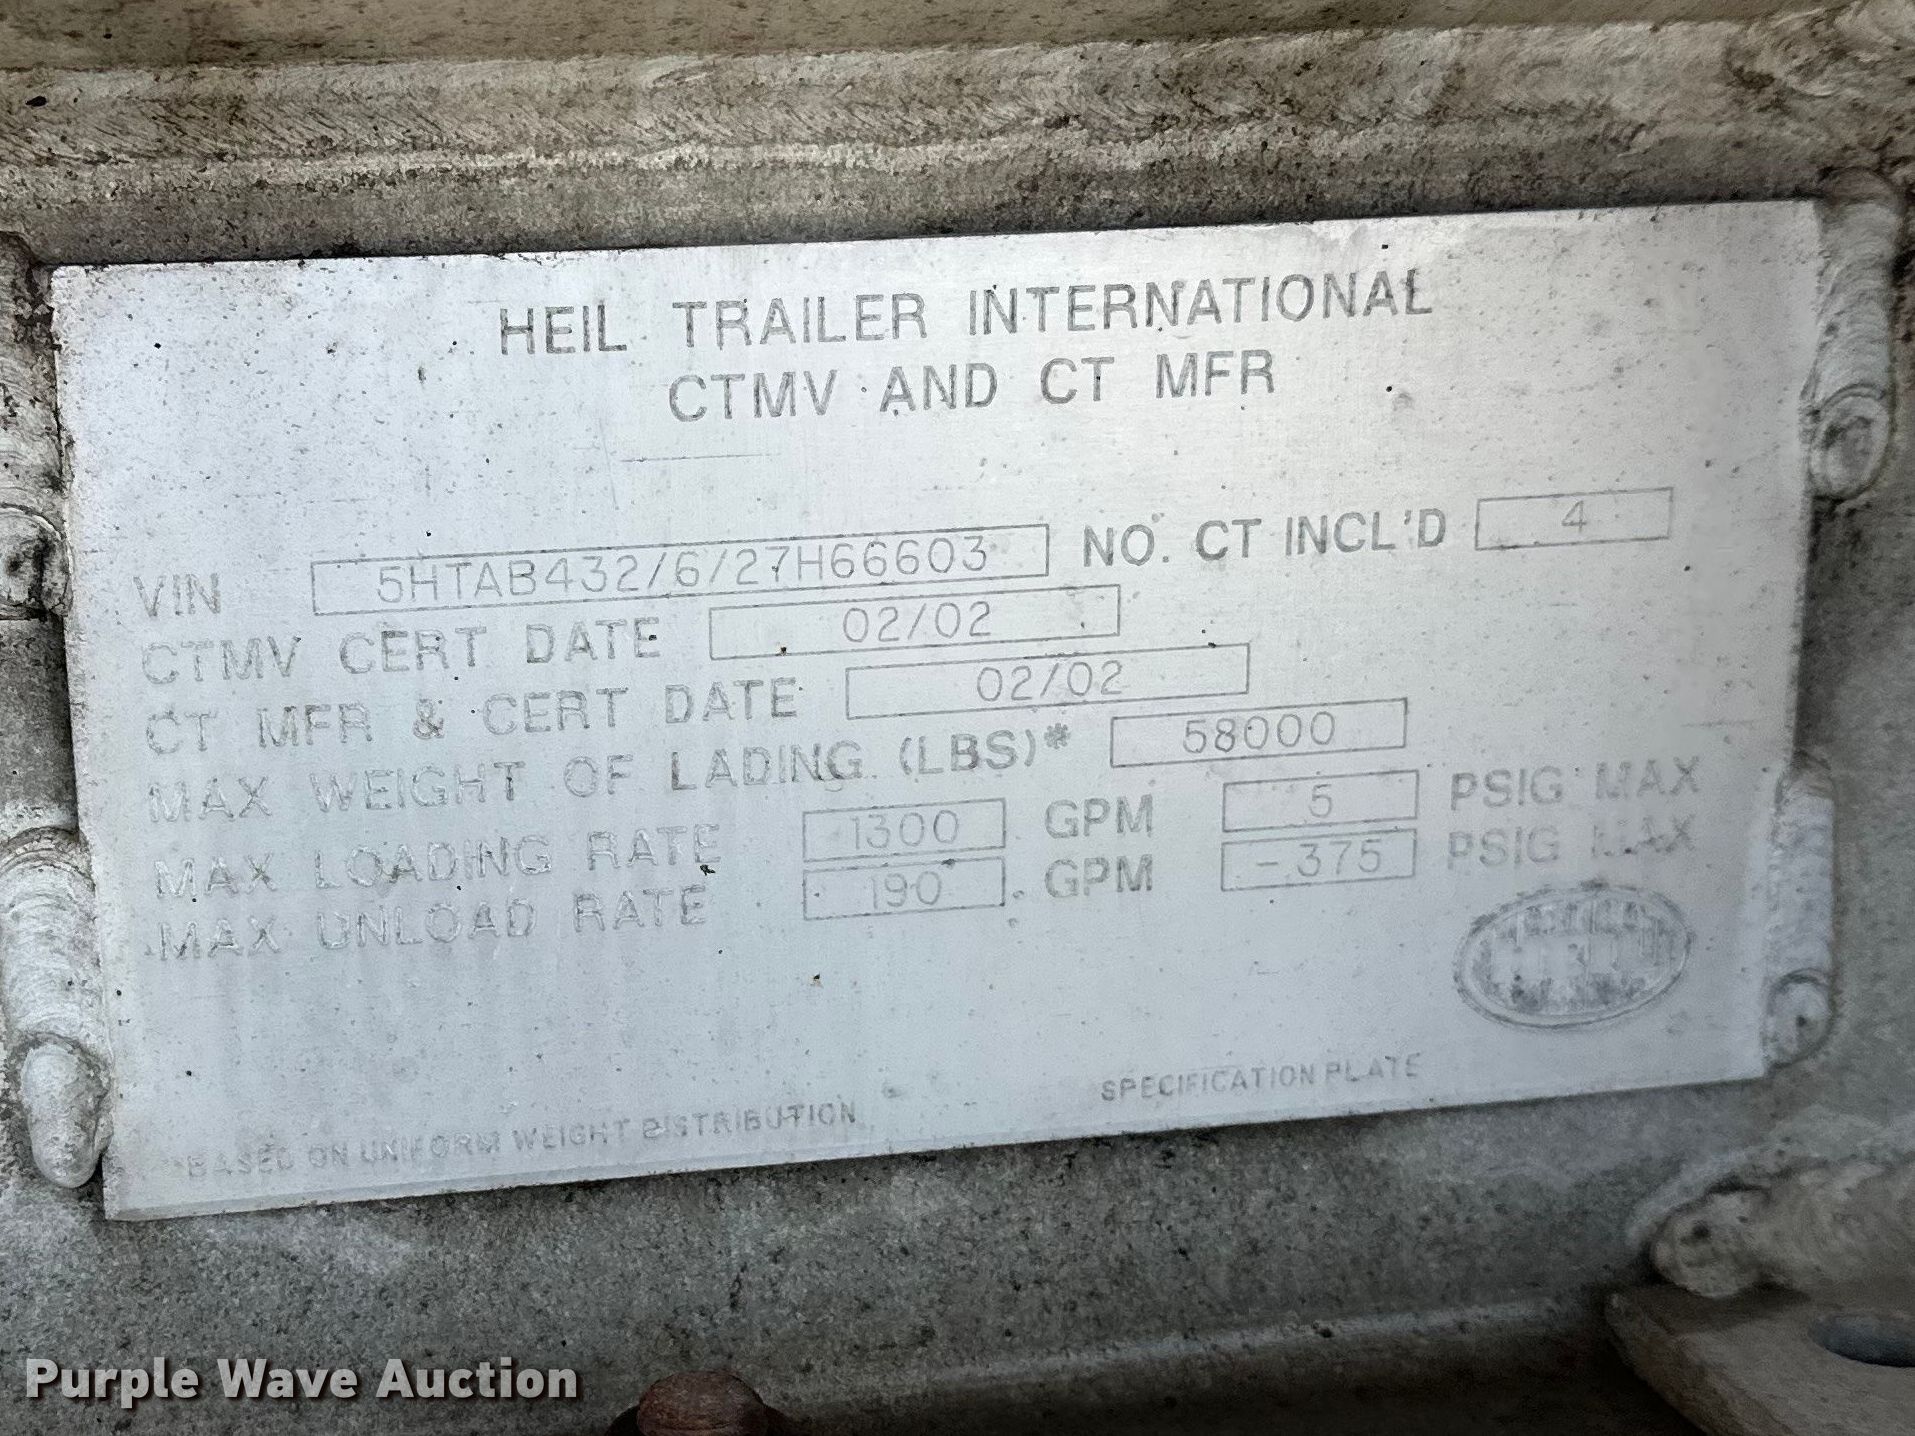 HEIL TRAILER INTERNATIONAL
CTMV AND CT MFR
VIN 5HTAB432/6/27H66603 NO. CT INCL'D 4
CTMV CERT DATE 02/02
CT MFR & CERT DATE 02/02
MAX WEIGHT OF LADING (LBS)* 58000
MAX LOADING RATE 1300 GPM 5 PSIG MAX
MAX UNLOAD RATE 190 GPM -.375 PSIG MAX
SPECIFICATION PLATE
*BASED ON UNIFORM WEIGHT DISTRIBUTION
Purple Wave Auction